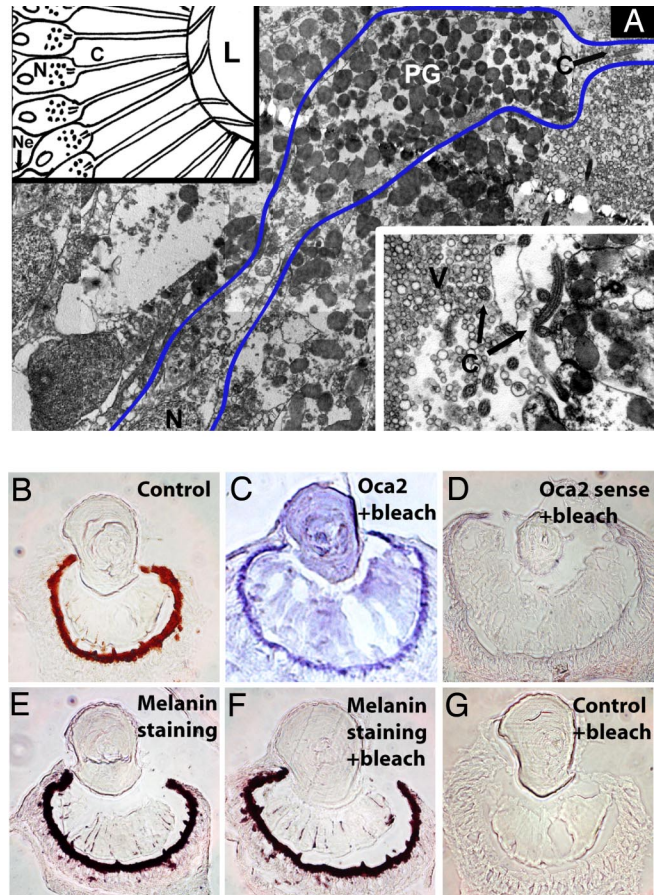 A
L
C
N
Ne
PG
C
N
V
C
B
Control
C
Oca2
+bleach
D
Oca2 sense
+bleach
E
Melanin
staining
F
Melanin
staining
+bleach
G
Control
+bleach